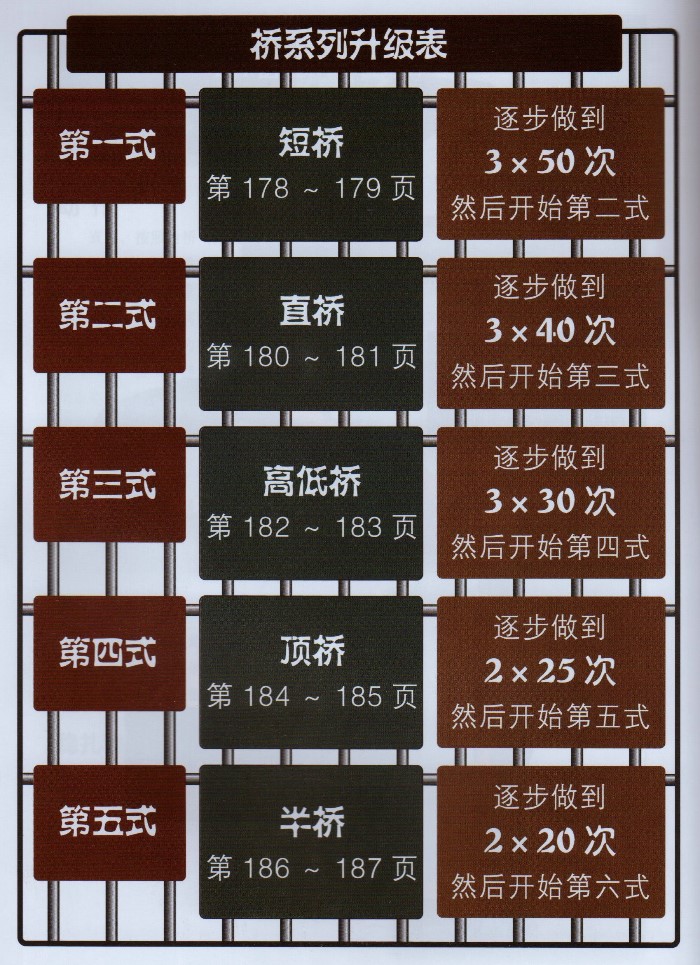 桥系列升级表
第一式
短桥
第 178 ~ 179 页
逐步做到
3 × 50 次
然后开始第二式
第二式
直桥
第 180 ~ 181 页
逐步做到
3 × 40 次
然后开始第三式
第三式
高低桥
第 182 ~ 183 页
逐步做到
3 × 30 次
然后开始第四式
第四式
顶桥
第 184 ~ 185 页
逐步做到
2 × 25 次
然后开始第五式
第五式
半桥
第 186 ~ 187 页
逐步做到
2 × 20 次
然后开始第六式